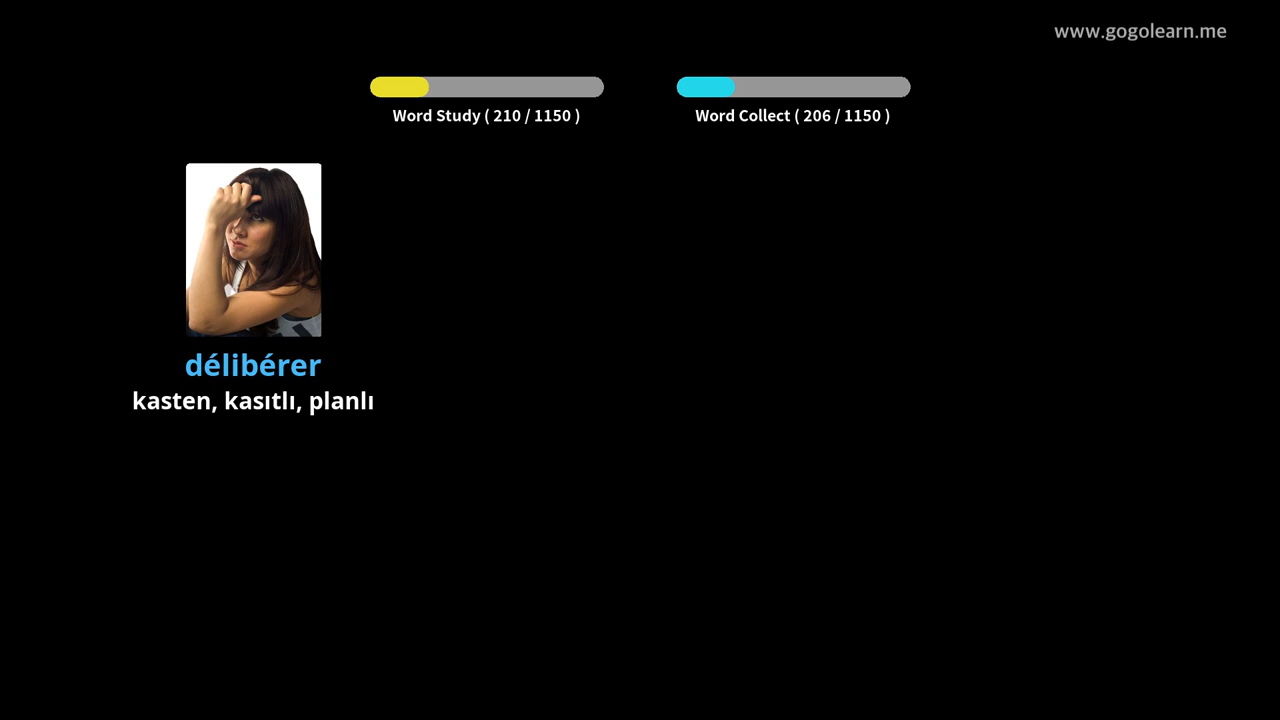 www.gogolearn.me
Word Study ( 210 / 1150 )
Word Collect ( 206 / 1150 )
délibérer
kasten, kasıtlı, planlı